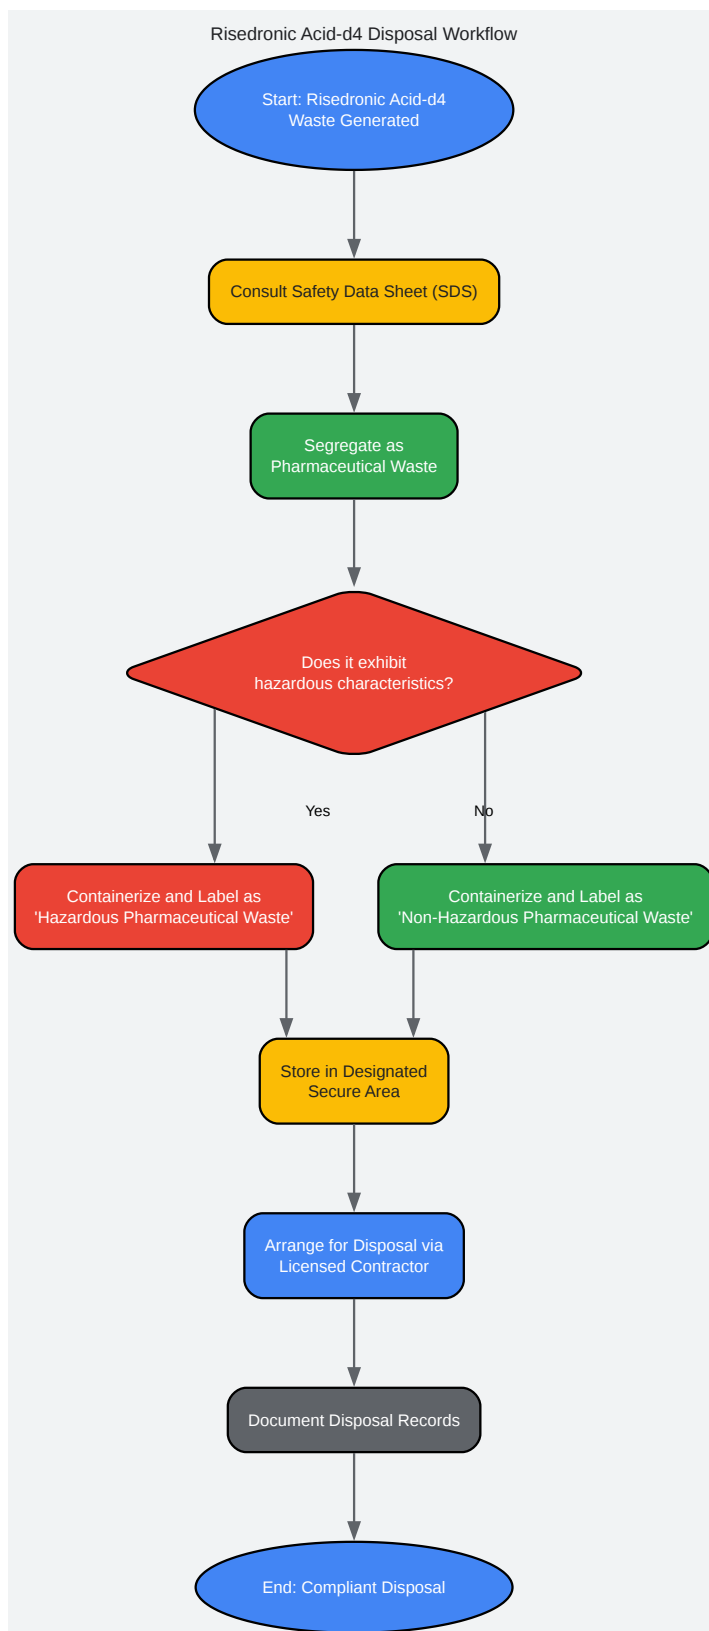 Risedronic Acid-d4 Disposal Workflow
Start: Risedronic Acid-d4
Waste Generated
Consult Safety Data Sheet (SDS)
Segregate as
Pharmaceutical Waste
Does it exhibit
hazardous characteristics?
Yes
No
Containerize and Label as
'Hazardous Pharmaceutical Waste'
Containerize and Label as
'Non-Hazardous Pharmaceutical Waste'
Store in Designated
Secure Area
Arrange for Disposal via
Licensed Contractor
Document Disposal Records
End: Compliant Disposal